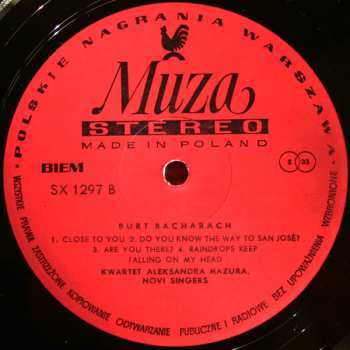 POLSKIE NAGRANIA WARSZAWA
Muza
STEREO
MADE IN POLAND
BIEM
SX 1297 B
S 33
BURT BACHARACH
1. CLOSE TO YOU 2. DO YOU KNOW THE WAY TO SAN JOSÈ?
3. ARE YOU THERE? 4. RAINDROPS KEEP
FALLING ON MY HEAD
KWARTET ALEKSANDRA MAZURA,
NOVI SINGERS
• WSZELKIE PRAWA ZASTRZEŻONE KOPIOWANIE ODTWARZANIE PUBLICZNE I RADIOWE BEZ UPOWAŻNIENIA WZBRONIONE •